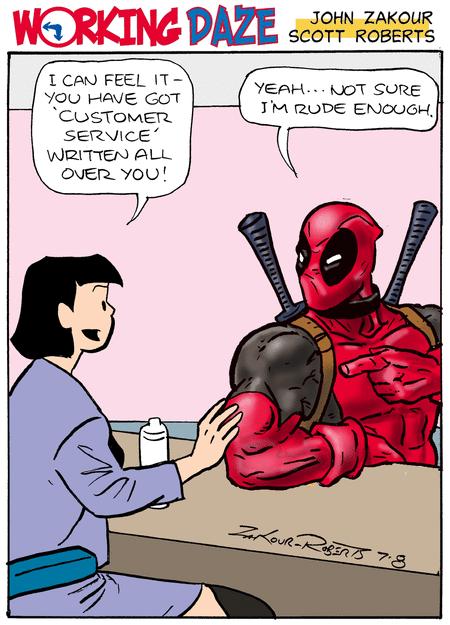 WORKING DAZE
JOHN ZAKOUR
SCOTT ROBERTS
I CAN FEEL IT-
YOU HAVE GOT
'CUSTOMER
SERVICE'
WRITTEN ALL
OVER YOU!
YEAH... NOT SURE
I'M RUDE ENOUGH.
ZAKOUR-ROBERTS 7-8